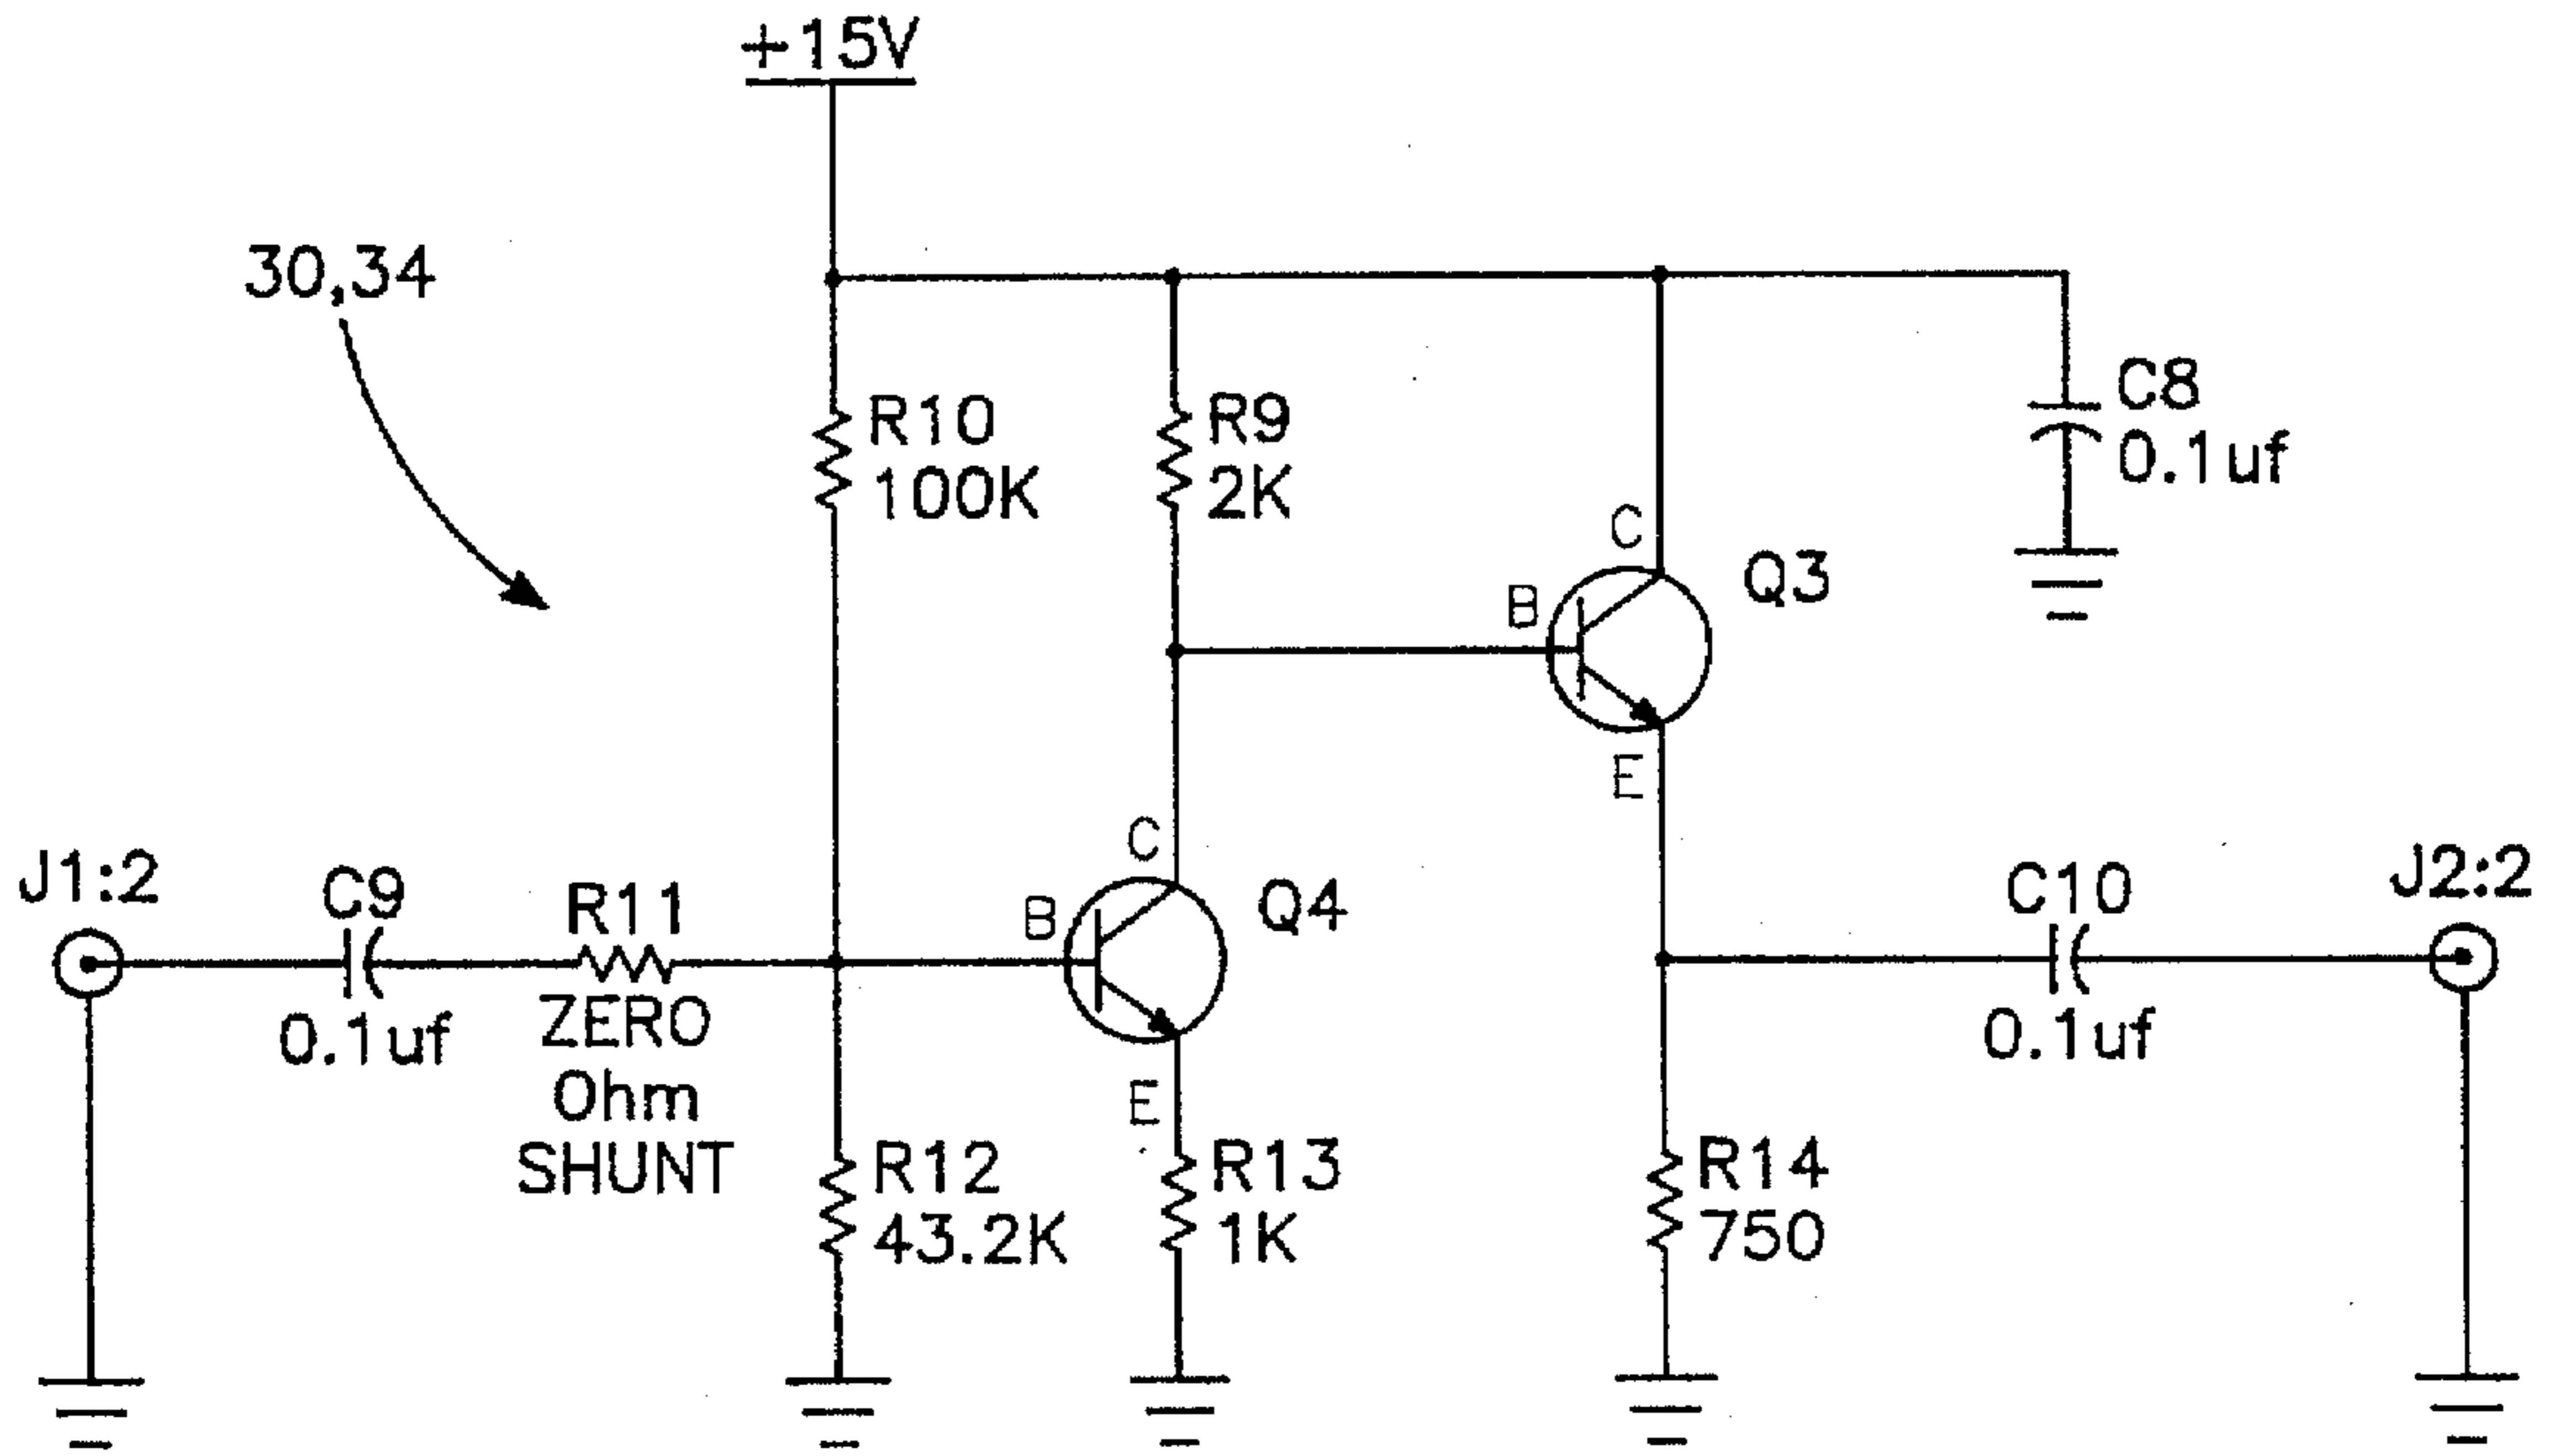 +15V
30,34
R10
100K
R9
2K
C8
0.1uf
C
B
Q3
E
J1:2
C9
0.1uf
R11
ZERO
Ohm
SHUNT
C
B
Q4
E
C10
0.1uf
J2:2
R12
43.2K
R13
1K
R14
750